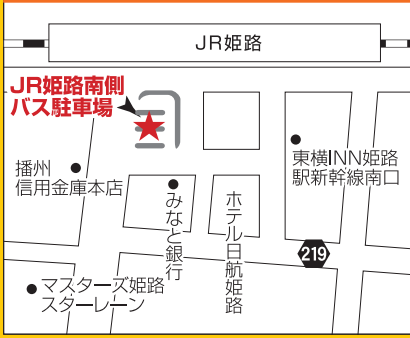 JR姫路
JR姫路南側
バス駐車場
播州
信用金庫本店
みなと銀行
ホテル日航姫路
東横INN姫路
駅新幹線南口
219
マスターズ姫路
スターレーン